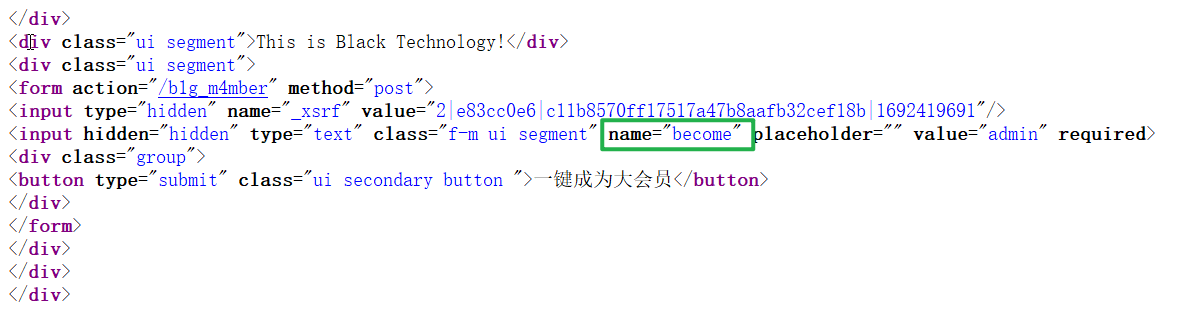 </div>
<div class="ui segment">This is Black Technology!</div>
<div class="ui segment">
<form action="/b1g_m4mber" method="post">
<input type="hidden" name="_xsrf" value="2|e83cc0e6|c11b8570ff17517a47b8aafb32cef18b|1692419691"/>
<input hidden="hidden" type="text" class="f-m ui segment" name="become" placeholder="" value="admin" required>
<div class="group">
<button type="submit" class="ui secondary button ">一键成为大会员</button>
</div>
</form>
</div>
</div>
</div>